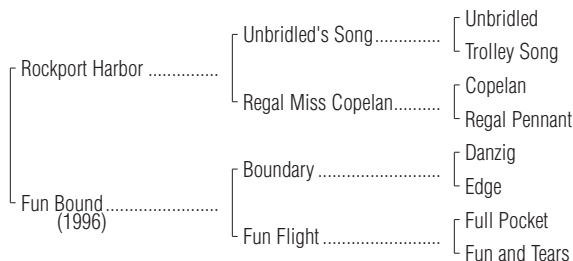 Unbridled
Unbridled's Song..............
Trolley Song
Rockport Harbor ...............
Copelan
Regal Miss Copelan..........
Regal Pennant
Danzig
Boundary ..........................
Edge
Fun Bound........................
(1996)
Full Pocket
Fun Flight .........................
Fun and Tears